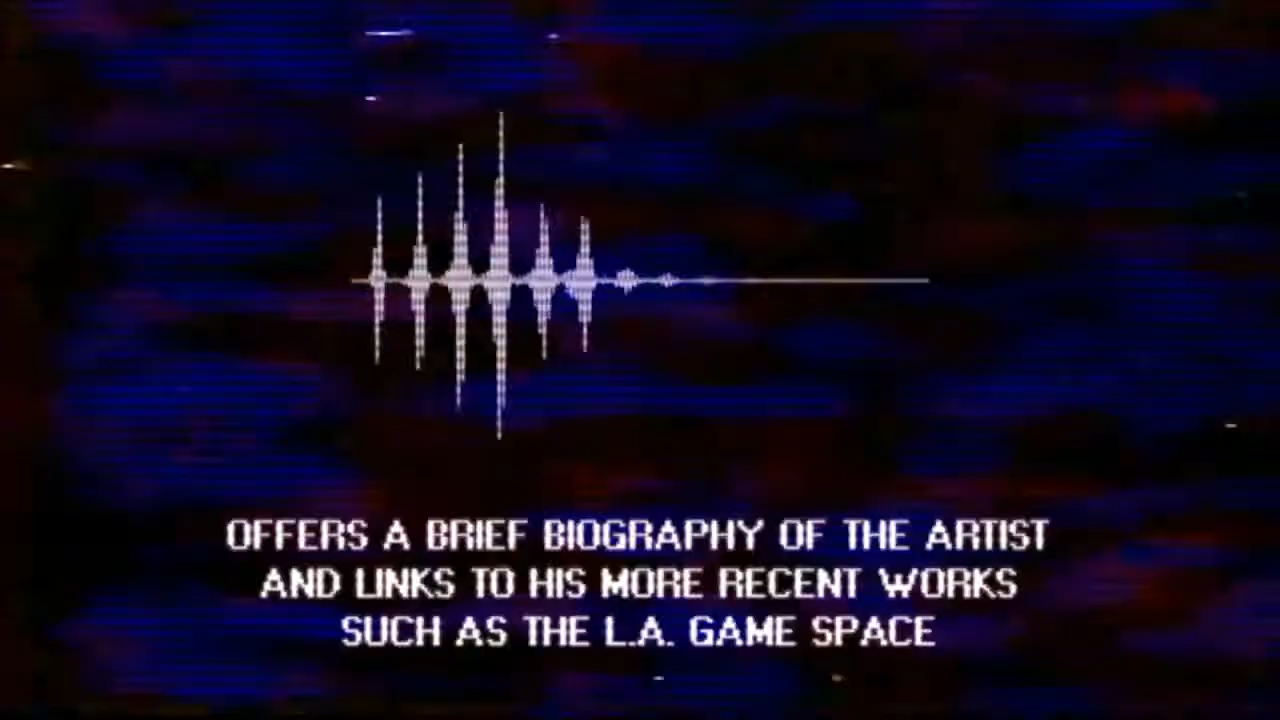 OFFERS A BRIEF BIOGRAPHY OF THE ARTIST
AND LINKS TO HIS MORE RECENT WORKS
SUCH AS THE L.A. GAME SPACE